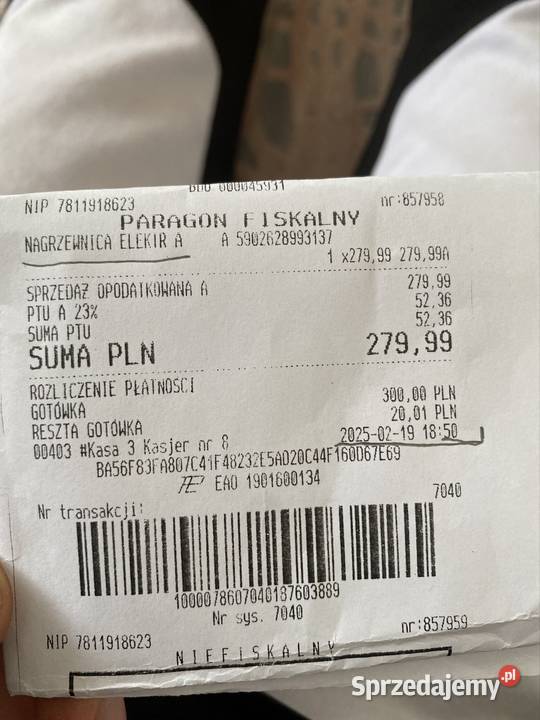 BDO 000045931
NIP 7811918623 nr:857958
PARAGON FISKALNY
NAGRZEWNICA ELEKTR A A 5902628993137
1 x279,99 279,99A
SPRZEDAŻ OPODATKOWANA A 279,99
PTU A 23% 52,36
SUMA PTU 52,36
SUMA PLN 279,99
ROZLICZENIE PŁATNOŚCI
GOTÓWKA 300,00 PLN
RESZTA GOTÓWKA 20,01 PLN
00403 #Kasa 3 Kasjer nr 8 2025-02-19 18:50
BA56F83FA807C41F48232E5AD20C44F160D67E69
EAO 1901600134
Nr transakcji: 7040
1000078607040187603889
Nr sys. 7040
NIP 7811918623 nr:857959
NIEFISKALNY
Sprzedajemy.pl